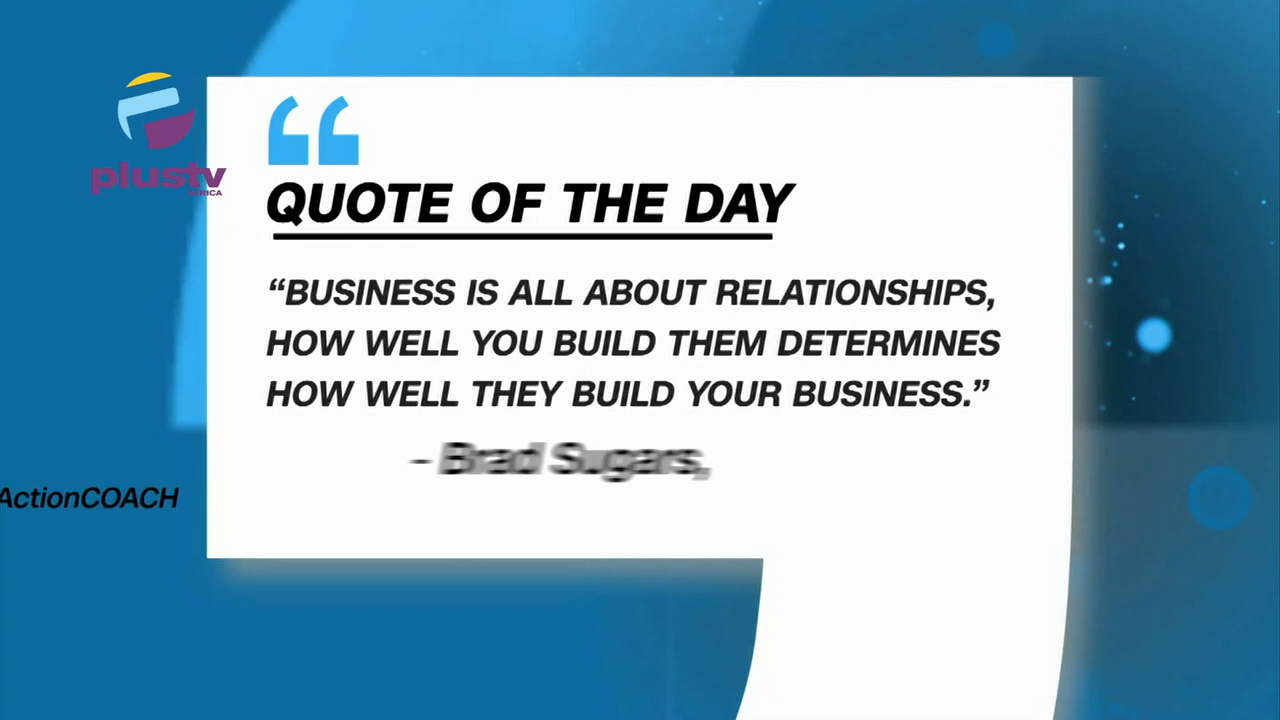 plustv
AFRICA
QUOTE OF THE DAY
“BUSINESS IS ALL ABOUT RELATIONSHIPS,
HOW WELL YOU BUILD THEM DETERMINES
HOW WELL THEY BUILD YOUR BUSINESS.”
- Brad Sugars,
ActionCOACH